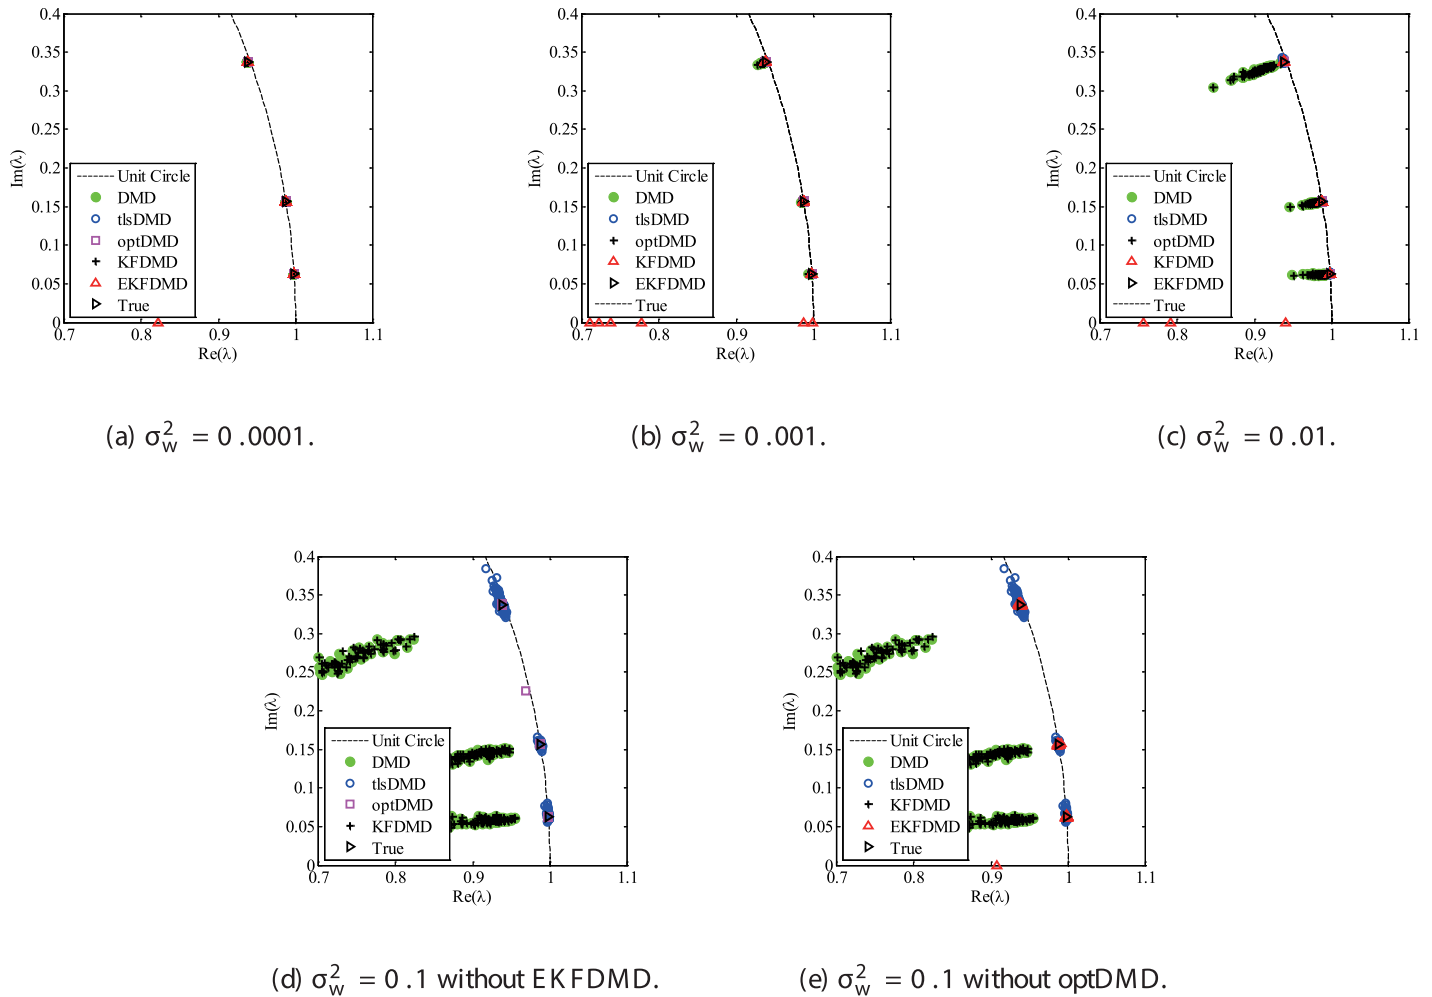 0.4
0.35
0.3
0.25
0.2
0.15
0.1
0.05
0
Im(λ)
Unit Circle
DMD
tlsDMD
optDMD
KFDMD
EKFDMD
True
0.7 0.8 0.9 1 1.1
Re(λ)
(a) σ²w = 0.0001.
0.4
0.35
0.3
0.25
0.2
0.15
0.1
0.05
0
Im(λ)
Unit Circle
DMD
tlsDMD
optDMD
KFDMD
EKFDMD
True
0.7 0.8 0.9 1 1.1
Re(λ)
(b) σ²w = 0.001.
0.4
0.35
0.3
0.25
0.2
0.15
0.1
0.05
0
Im(λ)
Unit Circle
DMD
tlsDMD
optDMD
KFDMD
EKFDMD
True
0.7 0.8 0.9 1 1.1
Re(λ)
(c) σ²w = 0.01.
0.4
0.35
0.3
0.25
0.2
0.15
0.1
0.05
0
Im(λ)
Unit Circle
DMD
tlsDMD
optDMD
KFDMD
True
0.7 0.8 0.9 1 1.1
Re(λ)
(d) σ²w = 0.1 without EKFDMD.
0.4
0.35
0.3
0.25
0.2
0.15
0.1
0.05
0
Im(λ)
Unit Circle
DMD
tlsDMD
KFDMD
EKFDMD
True
0.7 0.8 0.9 1 1.1
Re(λ)
(e) σ²w = 0.1 without optDMD.